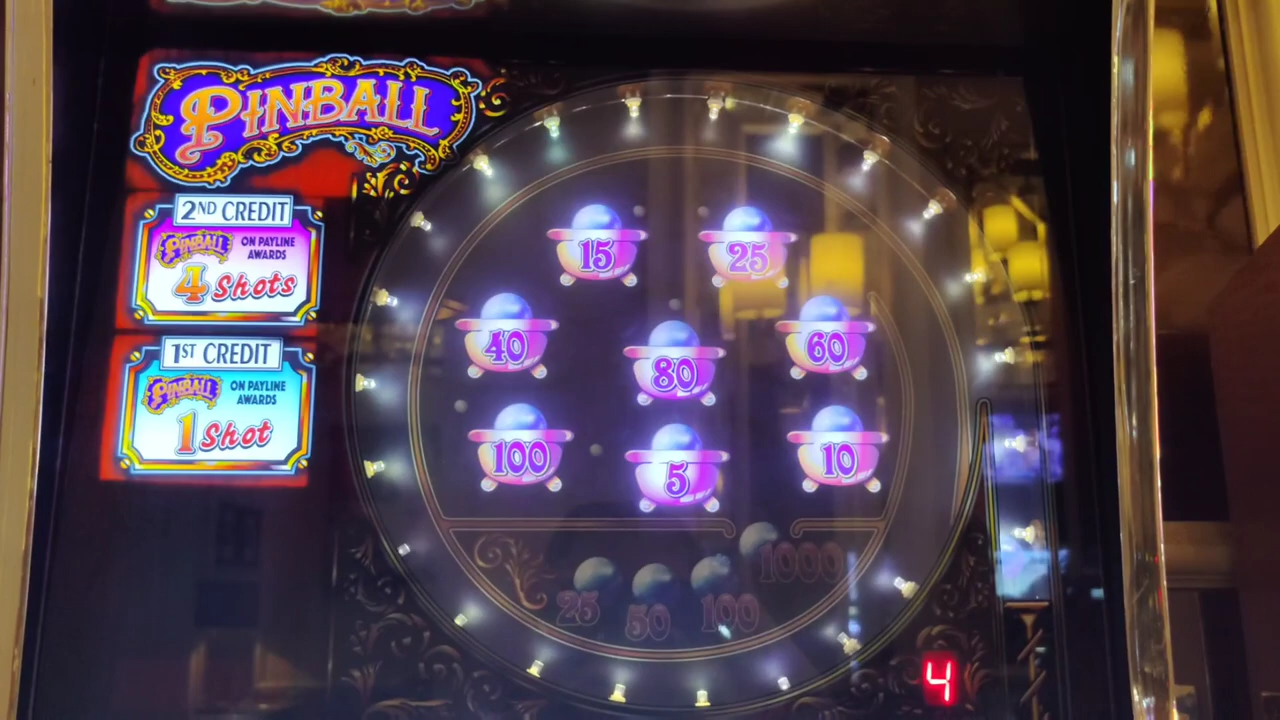 PINBALL
2ND CREDIT
PINBALL ON PAYLINE AWARDS
4 Shots
1ST CREDIT
PINBALL ON PAYLINE AWARDS
1 Shot
15 25
40 80 60
100 5 10
1000
25 50 100
4